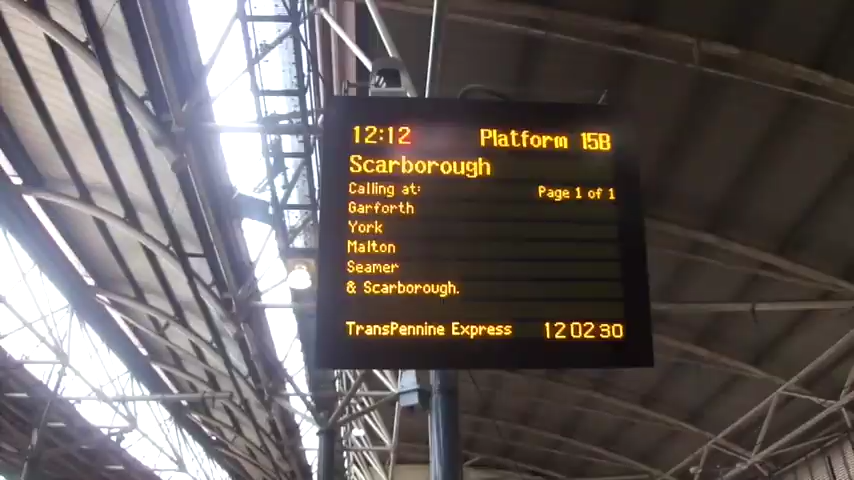 12:12 Platform 15B
Scarborough
Calling at: Page 1 of 1
Garforth
York
Malton
Seamer
& Scarborough.
TransPennine Express 12 02 30